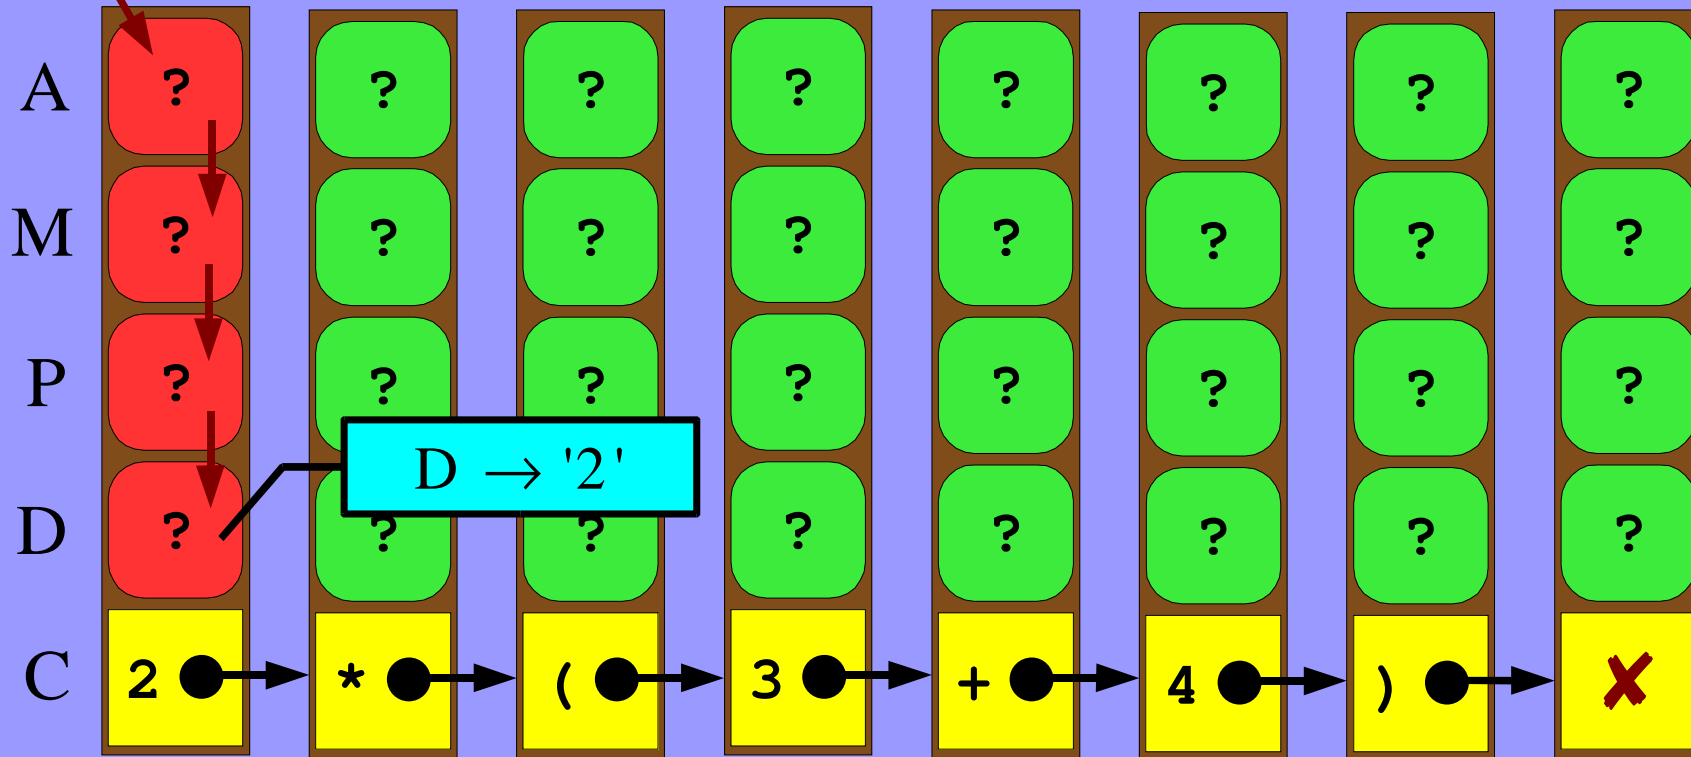 A ? ? ? ? ? ? ? ?
M ? ? ? ? ? ? ? ?
P ? ? ? ? ? ? ? ?
D → '2'
D ? ? ? ? ? ? ? ?
C 2 * ( 3 + 4 ) ✘